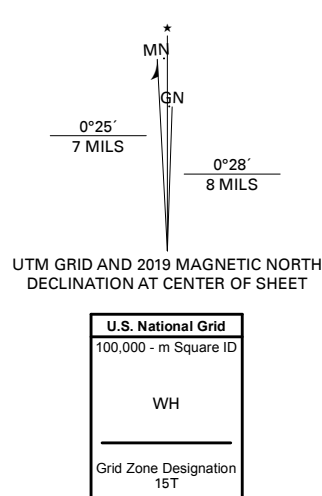 MN
GN
0°25´
7 MILS
0°28´
8 MILS
UTM GRID AND 2019 MAGNETIC NORTH
DECLINATION AT CENTER OF SHEET
U.S. National Grid
100,000 - m Square ID
WH
Grid Zone Designation
15T